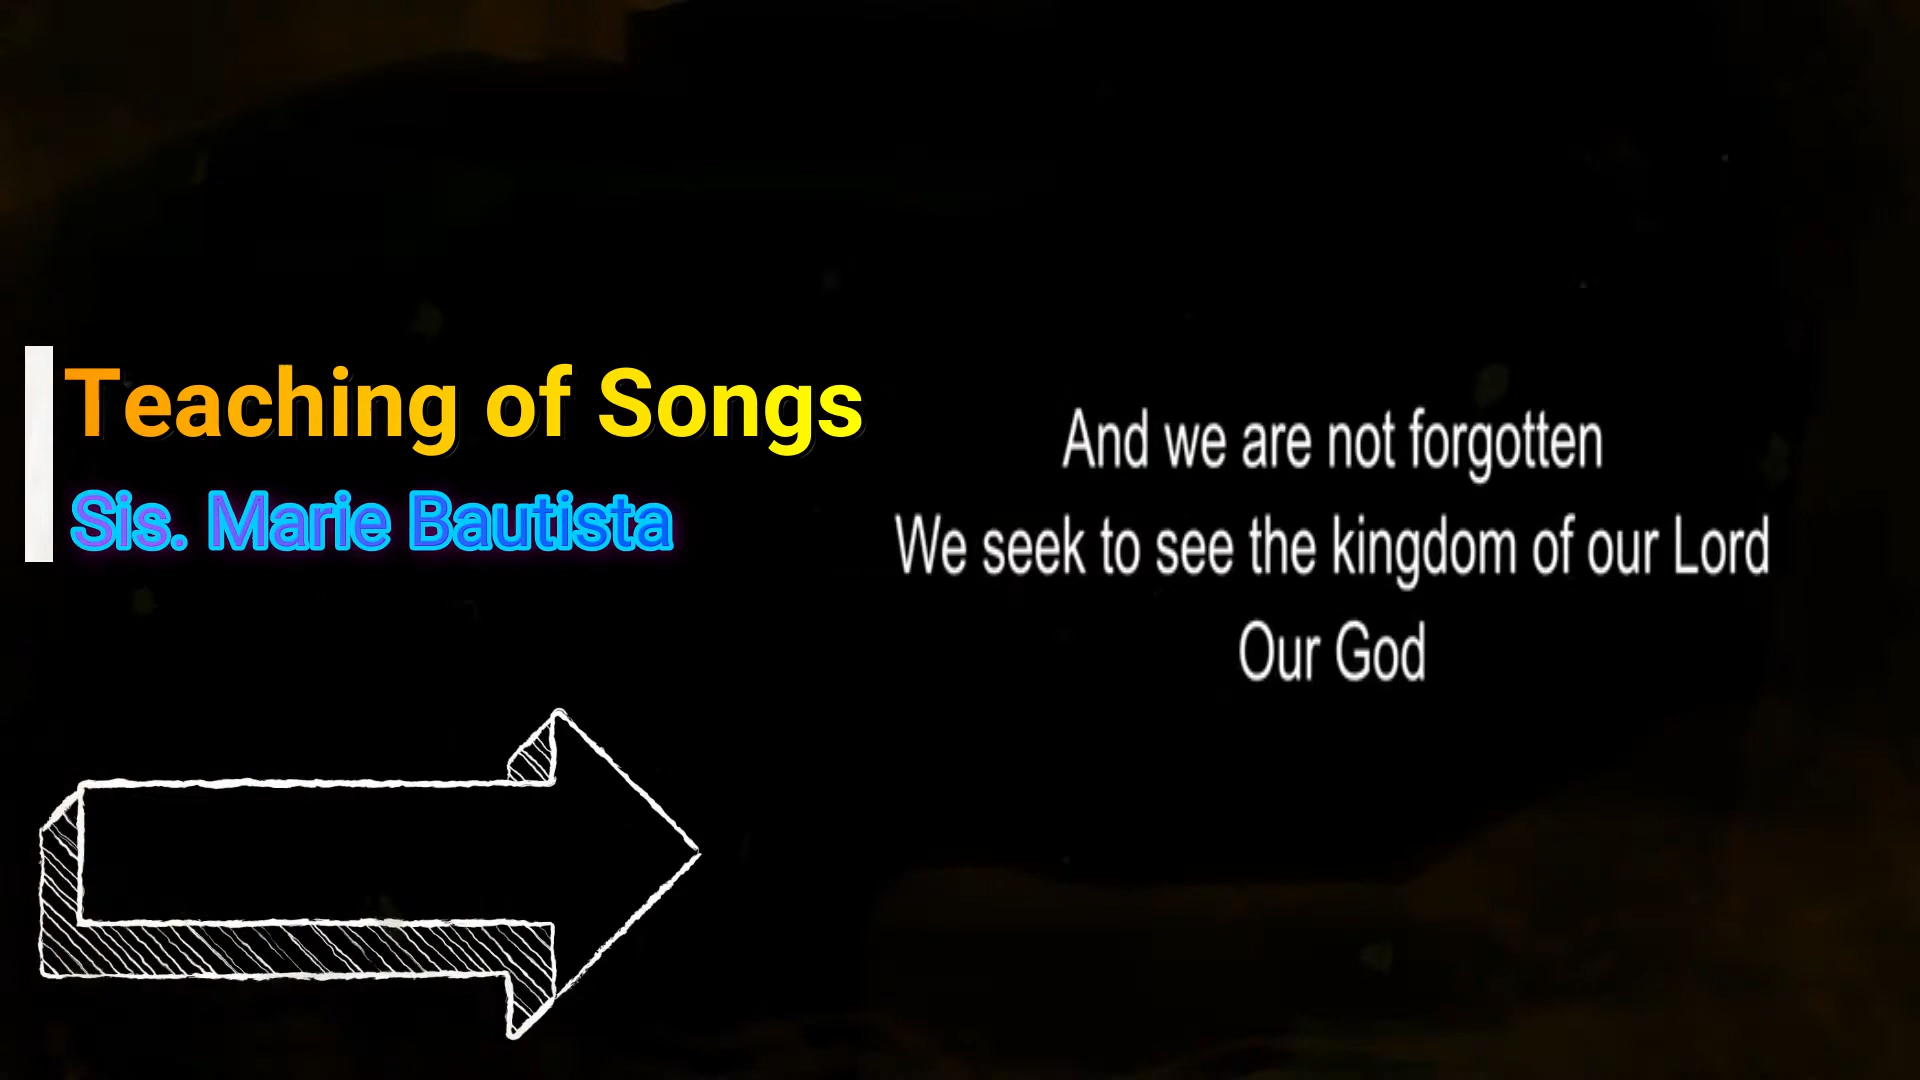 Teaching of Songs
Sis. Marie Bautista
And we are not forgotten
We seek to see the kingdom of our Lord
Our God